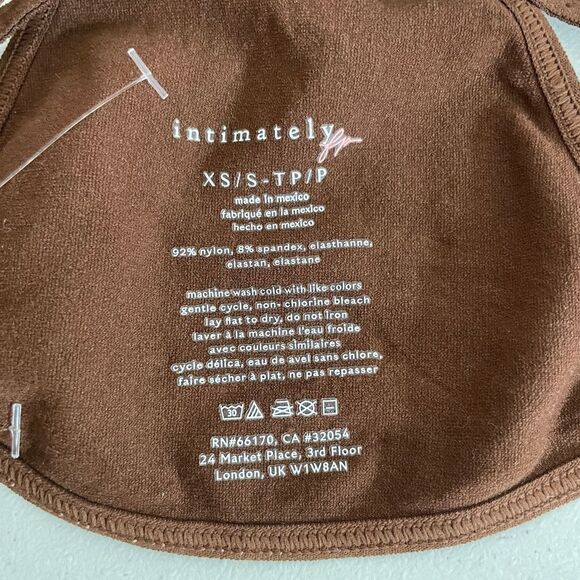 intimately fp
XS/S-TP/P
made in mexico
fabriqué en la mexico
hecho en mexico
92% nylon, 8% spandex, elasthanne,
elastan, elastane
machine wash cold with like colors
gentle cycle, non- chlorine bleach
lay flat to dry, do not iron
laver à la machine l'eau froide
avec couleurs similaires
cycle délica, eau de avel sans chlore,
faire sécher à plat, ne pas repasser
30
RN#66170, CA #32054
24 Market Place, 3rd Floor
London, UK W1W8AN